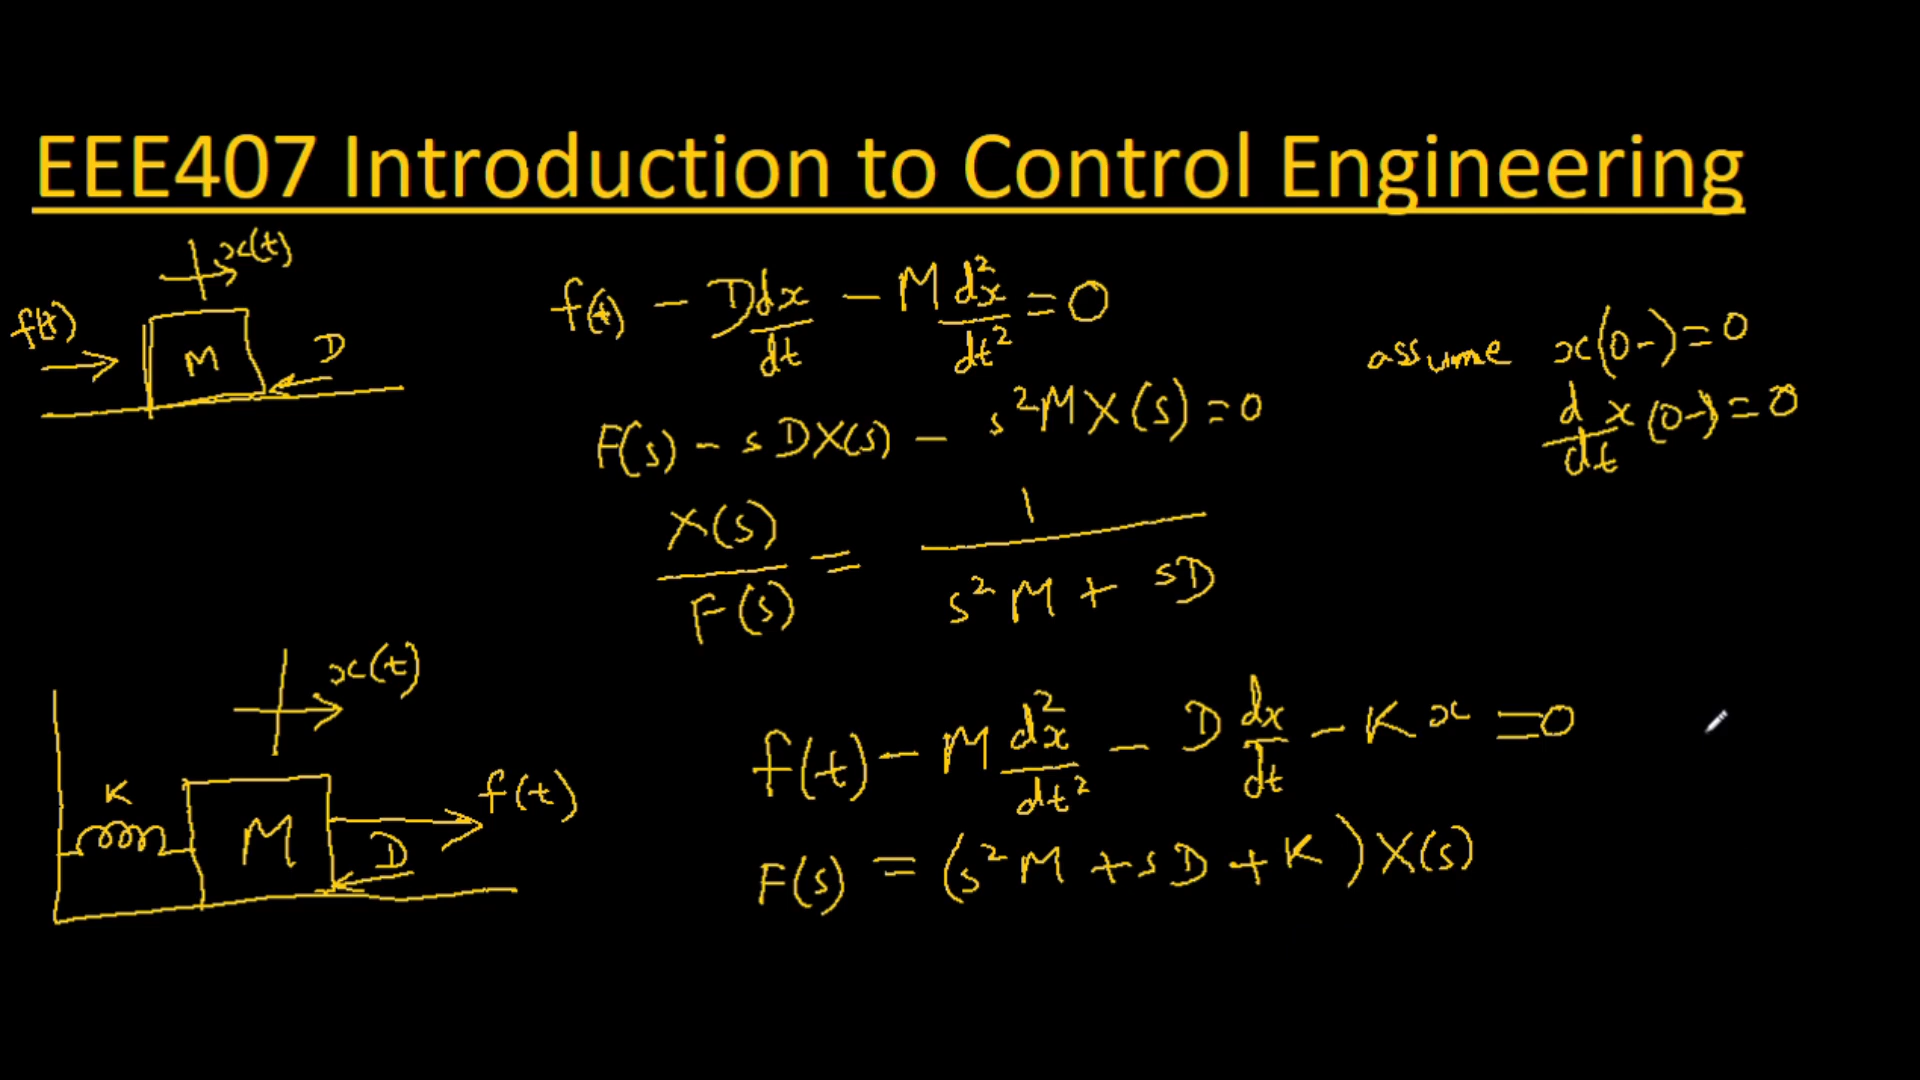 EEE407 Introduction to Control Engineering
x(t)
f(t)
M
D
f(t) - D dx/dt - M d²x/dt² = 0
F(s) - sDX(s) - s²MX(s) = 0
X(s)/F(s) = 1/(s²M + sD)
assume x(0-) = 0
d/dt x(0-) = 0
x(t)
K
M
f(t)
D
f(t) - M d²x/dt² - D dx/dt - Kx = 0
F(s) = (s²M + sD + K)X(s)